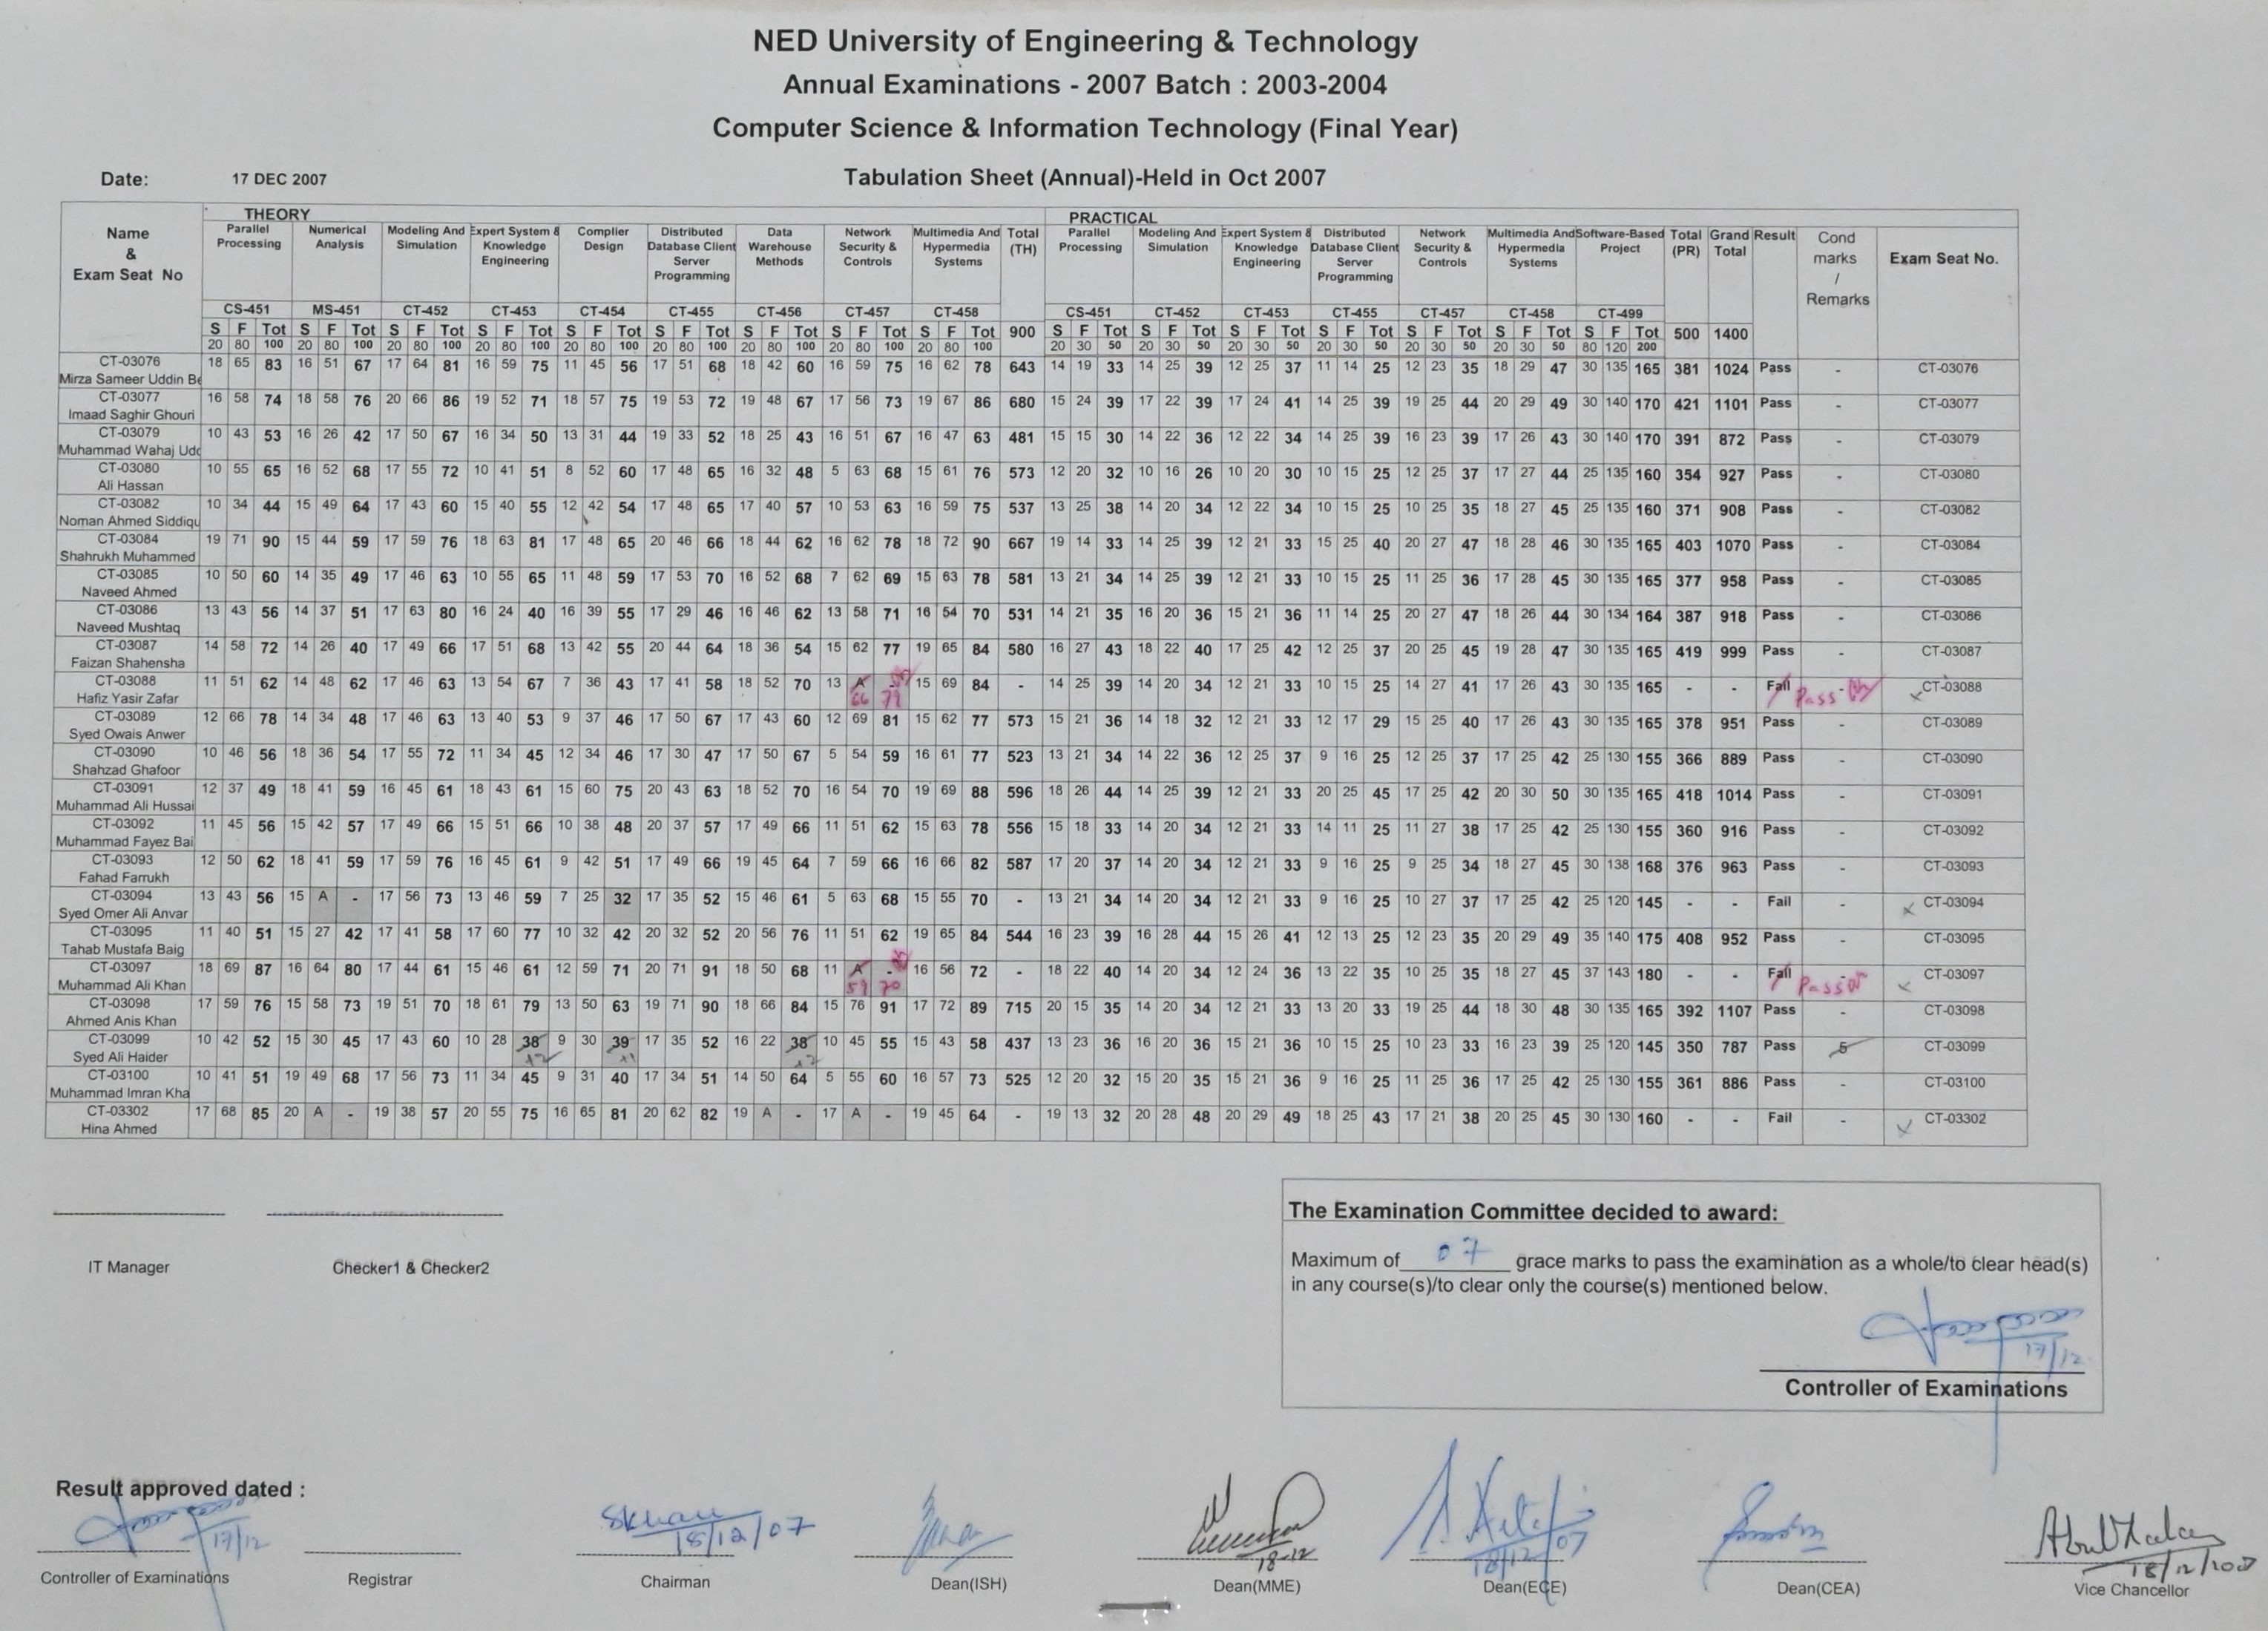 NED University of Engineering & Technology
Annual Examinations - 2007 Batch : 2003-2004
Computer Science & Information Technology (Final Year)
Date: 17 DEC 2007 Tabulation Sheet (Annual)-Held in Oct 2007
Name & Exam Seat No
THEORY
Parallel Processing CS-451
Numerical Analysis MS-451
Modeling And Simulation CT-452
Expert System & Knowledge Engineering CT-453
Complier Design CT-454
Distributed Database Client Server Programming CT-455
Data Warehouse Methods CT-456
Network Security & Controls CT-457
Multimedia And Hypermedia Systems CT-458
Total (TH)
PRACTICAL
Parallel Processing CS-451
Modeling And Simulation CT-452
Expert System & Knowledge Engineering CT-453
Distributed Database Client Server Programming CT-455
Network Security & Controls CT-457
Multimedia And Hypermedia Systems CT-458
Software-Based Project CT-499
Total (PR)
Grand Total
Result
Cond marks / Remarks
Exam Seat No.
S F Tot S F Tot S F Tot S F Tot S F Tot S F Tot S F Tot S F Tot S F Tot 900 S F Tot S F Tot S F Tot S F Tot S F Tot S F Tot S F Tot 500 1400
20 80 100 20 80 100 20 80 100 20 80 100 20 80 100 20 80 100 20 80 100 20 80 100 20 80 100 20 30 50 20 30 50 20 30 50 20 30 50 20 30 50 20 30 50 80 120 200
CT-03076 18 65 83 16 51 67 17 64 81 16 59 75 11 45 56 17 51 68 18 42 60 16 59 75 16 62 78 643 14 19 33 14 25 39 12 25 37 11 14 25 12 23 35 18 29 47 30 135 165 381 1024 Pass - CT-03076
Mirza Sameer Uddin Be
CT-03077 16 58 74 18 58 76 20 66 86 19 52 71 18 57 75 19 53 72 19 48 67 17 56 73 19 67 86 680 15 24 39 17 22 39 17 24 41 14 25 39 19 25 44 20 29 49 30 140 170 421 1101 Pass - CT-03077
Imaad Saghir Ghouri
CT-03079 10 43 53 16 26 42 17 50 67 16 34 50 13 31 44 19 33 52 18 25 43 16 51 67 16 47 63 481 15 15 30 14 22 36 12 22 34 14 25 39 16 23 39 17 26 43 30 140 170 391 872 Pass - CT-03079
Muhammad Wahaj Udd
CT-03080 10 55 65 16 52 68 17 55 72 10 41 51 8 52 60 17 48 65 16 32 48 5 63 68 15 61 76 573 12 20 32 10 16 26 10 20 30 10 15 25 12 25 37 17 27 44 25 135 160 354 927 Pass - CT-03080
Ali Hassan
CT-03082 10 34 44 15 49 64 17 43 60 15 40 55 12 42 54 17 48 65 17 40 57 10 53 63 16 59 75 537 13 25 38 14 20 34 12 22 34 10 15 25 10 25 35 18 27 45 25 135 160 371 908 Pass - CT-03082
Noman Ahmed Siddiqu
CT-03084 19 71 90 15 44 59 17 59 76 18 63 81 17 48 65 20 46 66 18 44 62 16 62 78 18 72 90 667 19 14 33 14 25 39 12 21 33 15 25 40 20 27 47 18 28 46 30 135 165 403 1070 Pass - CT-03084
Shahrukh Muhammed
CT-03085 10 50 60 14 35 49 17 46 63 10 55 65 11 48 59 17 53 70 16 52 68 7 62 69 15 63 78 581 13 21 34 14 25 39 12 21 33 10 15 25 11 25 36 17 28 45 30 135 165 377 958 Pass - CT-03085
Naveed Ahmed
CT-03086 13 43 56 14 37 51 17 63 80 16 24 40 16 39 55 17 29 46 16 46 62 13 58 71 16 54 70 531 14 21 35 16 20 36 15 21 36 11 14 25 20 27 47 18 26 44 30 134 164 387 918 Pass - CT-03086
Naveed Mushtaq
CT-03087 14 58 72 14 26 40 17 49 66 17 51 68 13 42 55 20 44 64 18 36 54 15 62 77 19 65 84 580 16 27 43 18 22 40 17 25 42 12 25 37 20 25 45 19 28 47 30 135 165 419 999 Pass - CT-03087
Faizan Shahensha
CT-03088 11 51 62 14 48 62 17 46 63 13 54 67 7 36 43 17 41 58 18 52 70 13 A - 15 69 84 - 14 25 39 14 20 34 12 21 33 10 15 25 14 27 41 17 26 43 30 135 165 - - Fail - CT-03088
Hafiz Yasir Zafar 66 79 Pass
CT-03089 12 66 78 14 34 48 17 46 63 13 40 53 9 37 46 17 50 67 17 43 60 12 69 81 15 62 77 573 15 21 36 14 18 32 12 21 33 12 17 29 15 25 40 17 26 43 30 135 165 378 951 Pass - CT-03089
Syed Owais Anwer
CT-03090 10 46 56 18 36 54 17 55 72 11 34 45 12 34 46 17 30 47 17 50 67 5 54 59 16 61 77 523 13 21 34 14 22 36 12 25 37 9 16 25 12 25 37 17 25 42 25 130 155 366 889 Pass - CT-03090
Shahzad Ghafoor
CT-03091 12 37 49 18 41 59 16 45 61 18 43 61 15 60 75 20 43 63 18 52 70 16 54 70 19 69 88 596 18 26 44 14 25 39 12 21 33 20 25 45 17 25 42 20 30 50 30 135 165 418 1014 Pass - CT-03091
Muhammad Ali Hussai
CT-03092 11 45 56 15 42 57 17 49 66 15 51 66 10 38 48 20 37 57 17 49 66 11 51 62 15 63 78 556 15 18 33 14 20 34 12 21 33 14 11 25 11 27 38 17 25 42 25 130 155 360 916 Pass - CT-03092
Muhammad Fayez Bai
CT-03093 12 50 62 18 41 59 17 59 76 16 45 61 9 42 51 17 49 66 19 45 64 7 59 66 16 66 82 587 17 20 37 14 20 34 12 21 33 9 16 25 9 25 34 18 27 45 30 138 168 376 963 Pass - CT-03093
Fahad Farrukh
CT-03094 13 43 56 15 A - 17 56 73 13 46 59 7 25 32 17 35 52 15 46 61 5 63 68 15 55 70 - 13 21 34 14 20 34 12 21 33 9 16 25 10 27 37 17 25 42 25 120 145 - - Fail - CT-03094
Syed Omer Ali Anvar
CT-03095 11 40 51 15 27 42 17 41 58 17 60 77 10 32 42 20 32 52 20 56 76 11 51 62 19 65 84 544 16 23 39 16 28 44 15 26 41 12 13 25 12 23 35 20 29 49 35 140 175 408 952 Pass - CT-03095
Tahab Mustafa Baig
CT-03097 18 69 87 16 64 80 17 44 61 15 46 61 12 59 71 20 71 91 18 50 68 11 A - 16 56 72 - 18 22 40 14 20 34 12 24 36 13 22 35 10 25 35 18 27 45 37 143 180 - - Fail - CT-03097
Muhammad Ali Khan 59 70 Pass
CT-03098 17 59 76 15 58 73 19 51 70 18 61 79 13 50 63 19 71 90 18 66 84 15 76 91 17 72 89 715 20 15 35 14 20 34 12 21 33 13 20 33 19 25 44 18 30 48 30 135 165 392 1107 Pass - CT-03098
Ahmed Anis Khan
CT-03099 10 42 52 15 30 45 17 43 60 10 28 38 9 30 39 17 35 52 16 22 38 10 45 55 15 43 58 437 13 23 36 16 20 36 15 21 36 10 15 25 10 23 33 16 23 39 25 120 145 350 787 Pass 5 CT-03099
Syed Ali Haider +2 +1 +2
CT-03100 10 41 51 19 49 68 17 56 73 11 34 45 9 31 40 17 34 51 14 50 64 5 55 60 16 57 73 525 12 20 32 15 20 35 15 21 36 9 16 25 11 25 36 17 25 42 25 130 155 361 886 Pass - CT-03100
Muhammad Imran Kha
CT-03302 17 68 85 20 A - 19 38 57 20 55 75 16 65 81 20 62 82 19 A - 17 A - 19 45 64 - 19 13 32 20 28 48 20 29 49 18 25 43 17 21 38 20 25 45 30 130 160 - - Fail - CT-03302
Hina Ahmed
IT Manager Checker1 & Checker2
The Examination Committee decided to award:
Maximum of 07 grace marks to pass the examination as a whole/to clear head(s)
in any course(s)/to clear only the course(s) mentioned below.
17/12
Controller of Examinations
Result approved dated :
17/12 18/12/07 18-12 18/12/07 18/12/2007
Controller of Examinations Registrar Chairman Dean(ISH) Dean(MME) Dean(ECE) Dean(CEA) Vice Chancellor